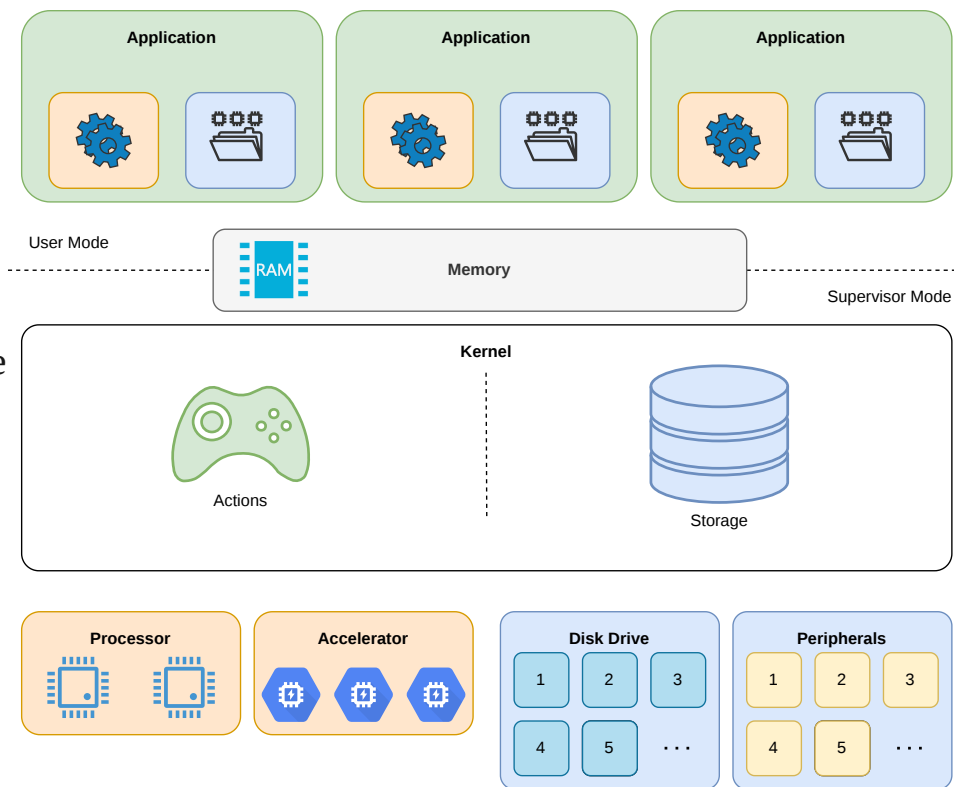 Application
Application
Application
User Mode
RAM
Memory
Supervisor Mode
e
Kernel
Actions
Storage
Processor
Accelerator
Disk Drive
Peripherals
1
2
3
1
2
3
4
5
...
4
5
...